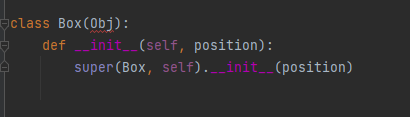 class Box(Obj):
    def __init__(self, position):
        super(Box, self).__init__(position)